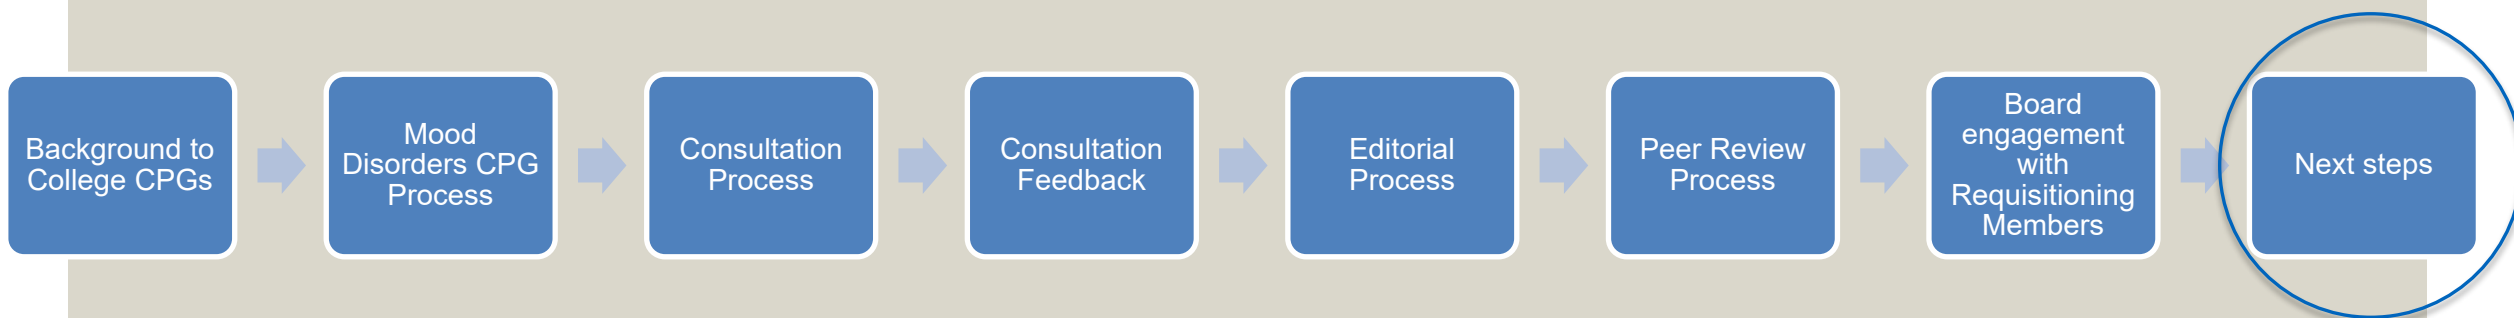 Background to
College CPGs
Mood
Disorders CPG
Process
Consultation
Process
Consultation
Feedback
Editorial
Process
Peer Review
Process
Board
engagement
with
Requisitioning
Members
Next steps